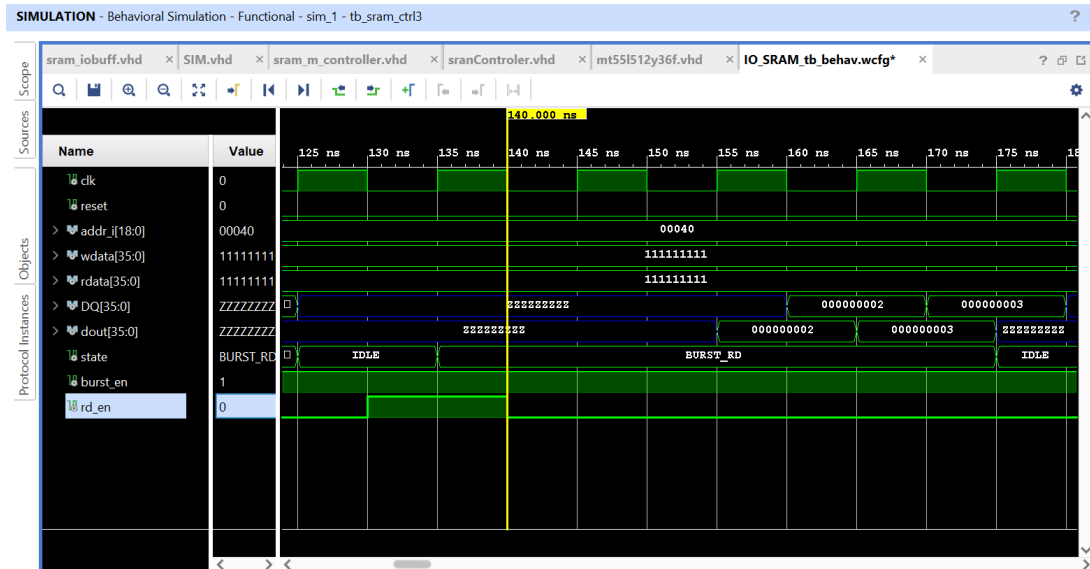 SIMULATION - Behavioral Simulation - Functional - sim_1 - tb_sram_ctrl3 ?
sram_iobuff.vhd × SIM.vhd × sram_m_controller.vhd × sranControler.vhd × mt55l512y36f.vhd × IO_SRAM_tb_behav.wcfg* × ?
Scope
Sources
Objects
Protocol Instances
140.000 ns
Name Value 125 ns 130 ns 135 ns 140 ns 145 ns 150 ns 155 ns 160 ns 165 ns 170 ns 175 ns 18
clk 0
reset 0
addr_i[18:0] 00040 00040
wdata[35:0] 11111111 111111111
rdata[35:0] 11111111 111111111
DQ[35:0] ZZZZZZZZ ZZZZZZZZZ 000000002 000000003
dout[35:0] ZZZZZZZZ ZZZZZZZZZ 000000002 000000003 ZZZZZZZZZ
state BURST_RD IDLE BURST_RD IDLE
burst_en 1
rd_en 0